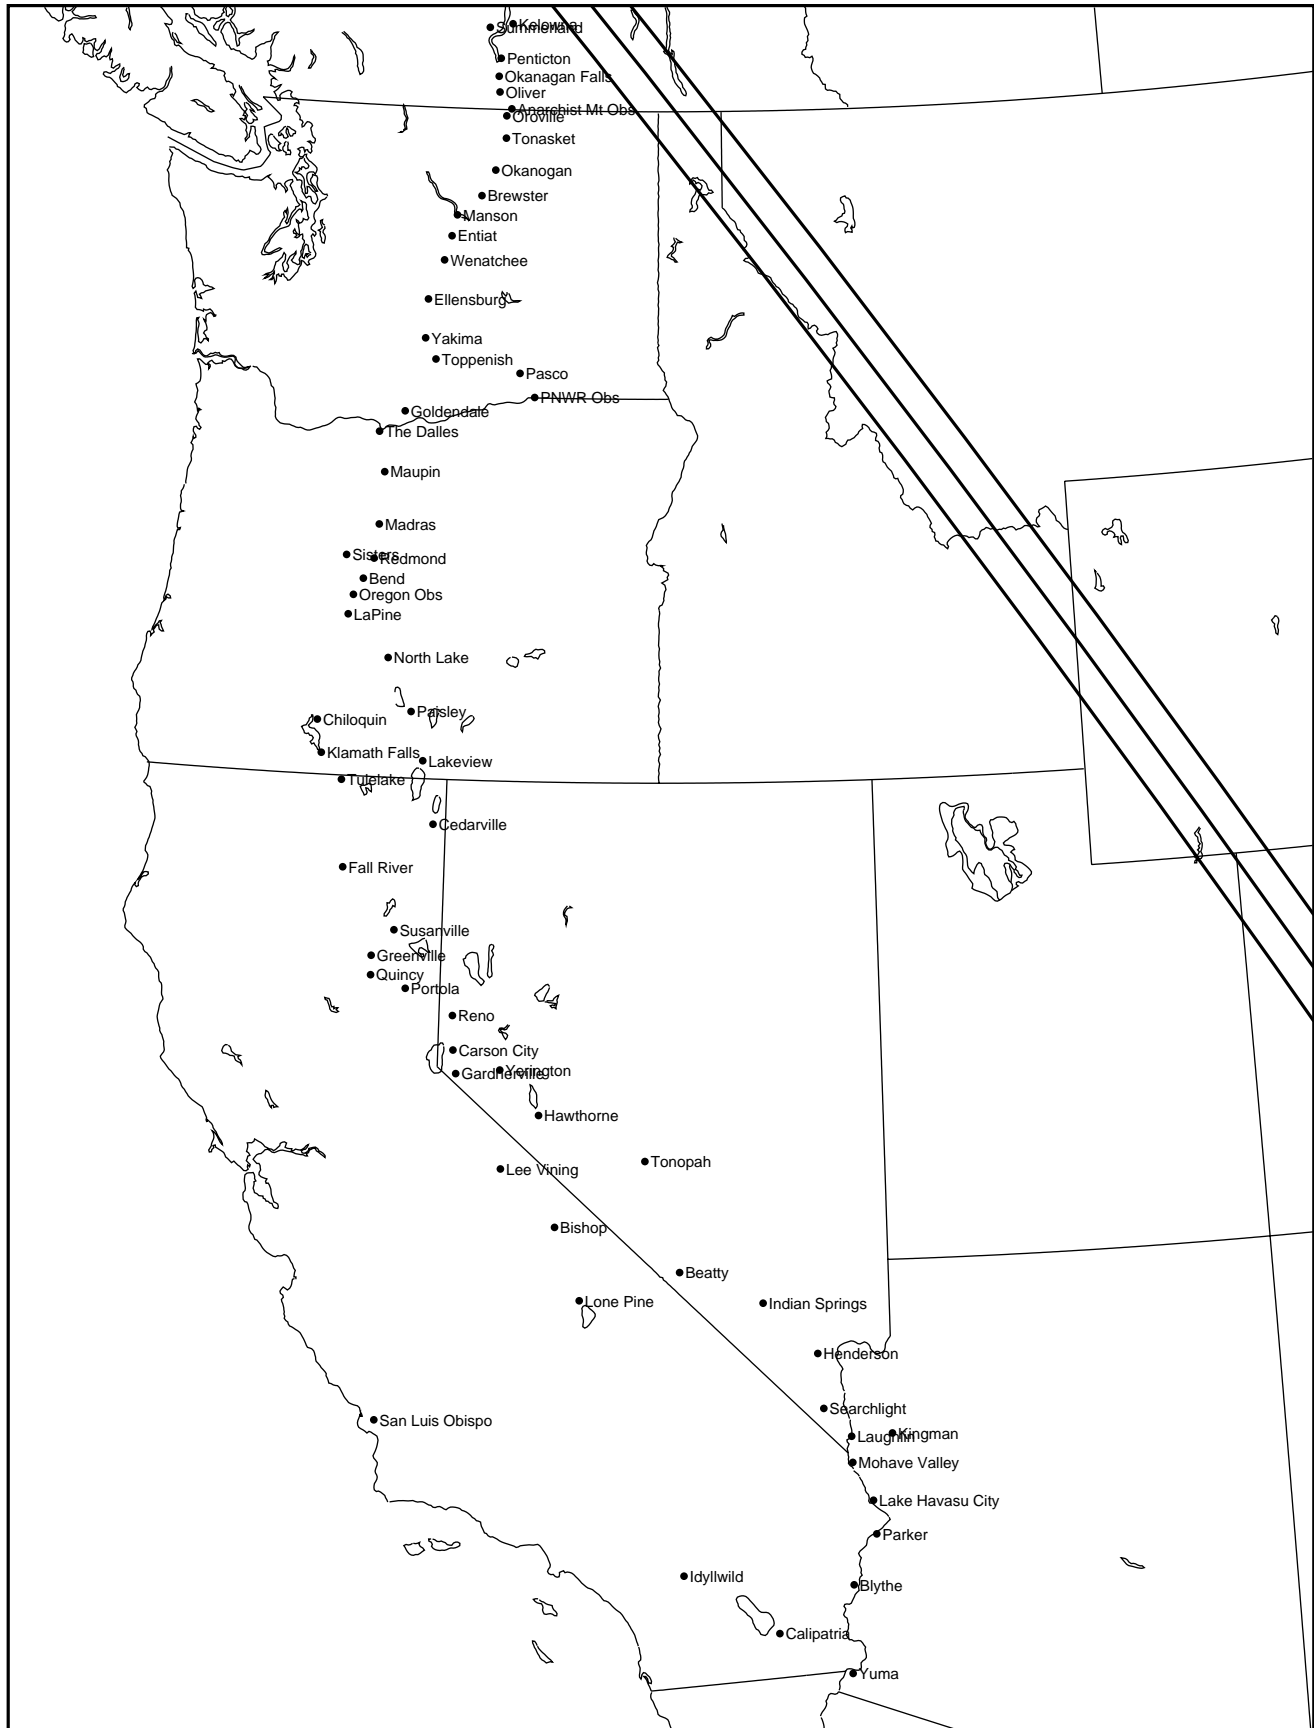 Kelowna
Summerland
Penticton
Okanagan Falls
Oliver
Anarchist Mt Obs
Oroville
Tonasket
Okanogan
Brewster
Manson
Entiat
Wenatchee
Ellensburg
Yakima
Toppenish
Pasco
PNWR Obs
Goldendale
The Dalles
Maupin
Madras
Sisters
Redmond
Bend
Oregon Obs
LaPine
North Lake
Paisley
Chiloquin
Klamath Falls
Lakeview
Tulelake
Cedarville
Fall River
Susanville
Greenville
Quincy
Portola
Reno
Carson City
Yerington
Gardnerville
Hawthorne
Tonopah
Lee Vining
Bishop
Beatty
Lone Pine
Indian Springs
Henderson
Searchlight
San Luis Obispo
Kingman
Laughlin
Mohave Valley
Lake Havasu City
Parker
Idyllwild
Blythe
Calipatria
Yuma